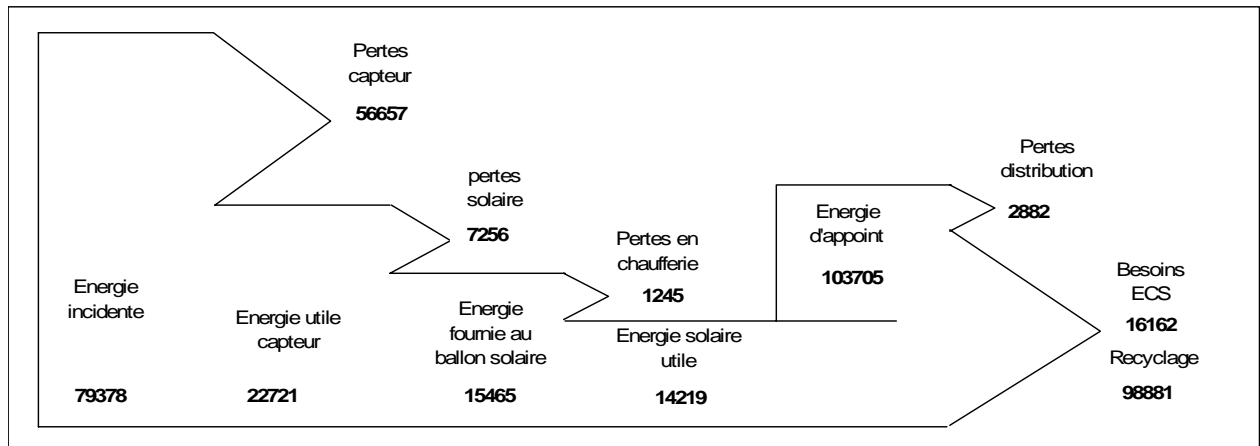 Pertes
capteur
56657
pertes
solaire
7256
Pertes en
chaufferie
1245
Energie
d'appoint
103705
Pertes
distribution
2882
Energie
incidente
79378
Energie utile
capteur
22721
Energie
fournie au
ballon solaire
15465
Energie solaire
utile
14219
Besoins
ECS
16162
Recyclage
98881